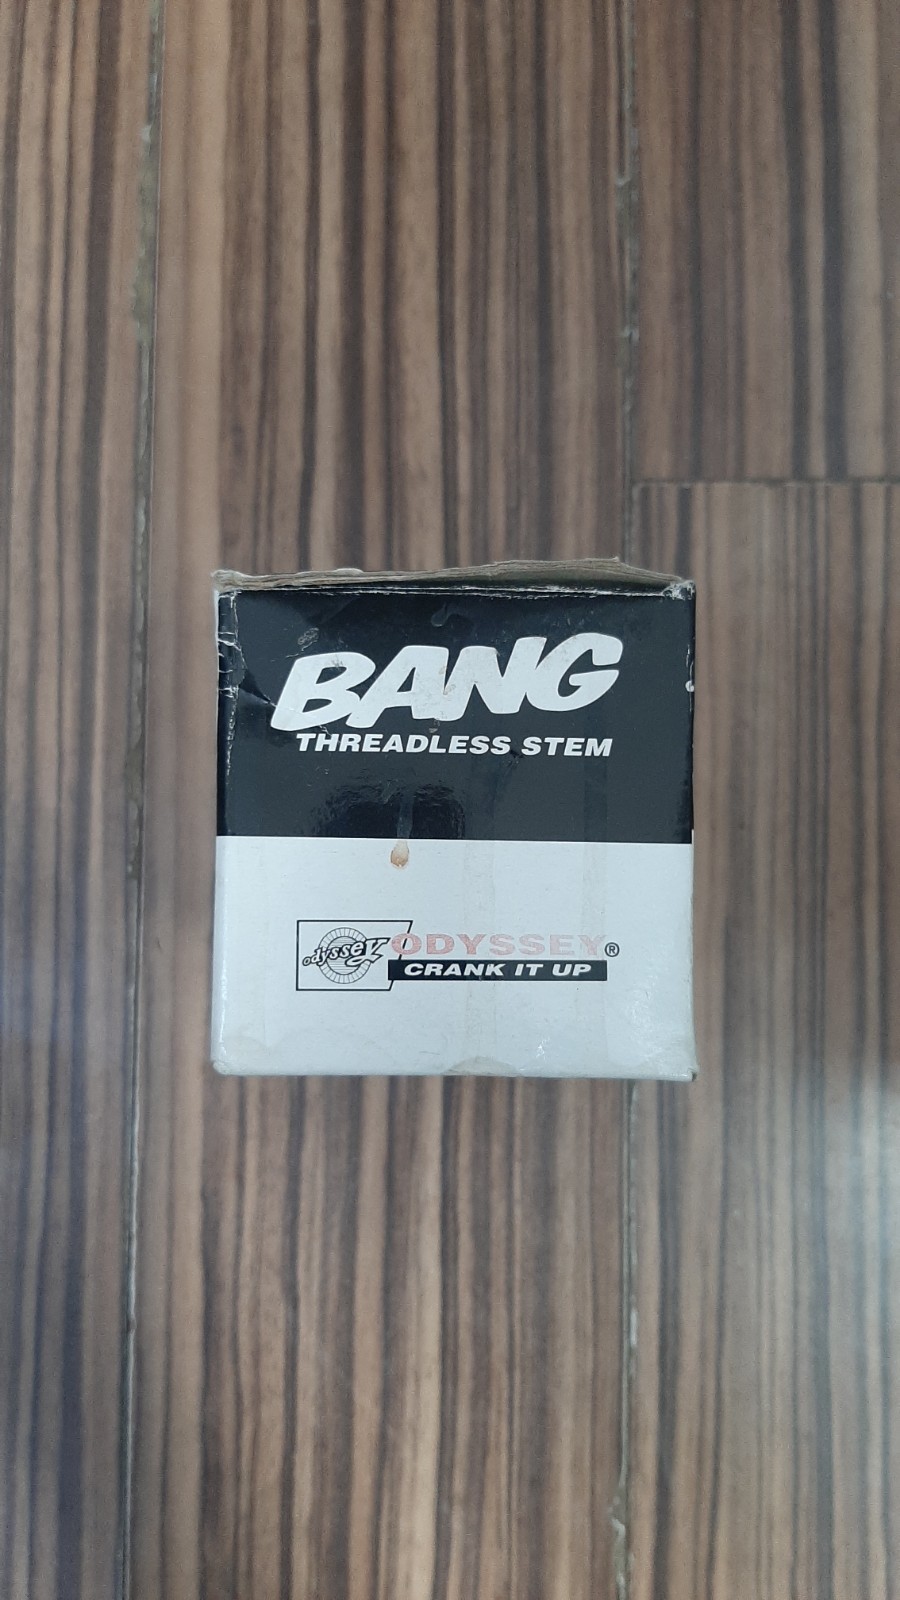 BANG
THREADLESS STEM
odyssey ODYSSEY®
CRANK IT UP